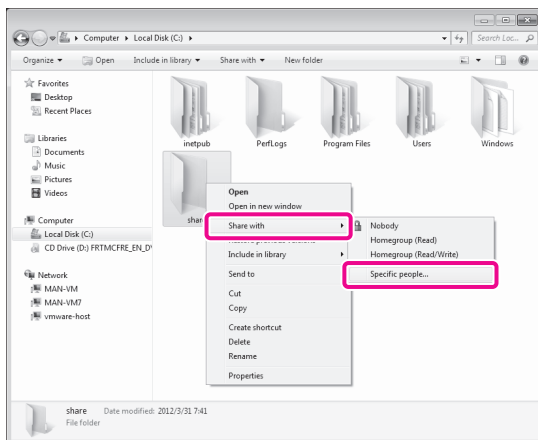 Computer ▸ Local Disk (C:) ▸
Search Loc...
Organize ▾ Open Include in library ▾ Share with ▾ New folder
Favorites
Desktop
Recent Places
Libraries
Documents
Music
Pictures
Videos
Computer
Local Disk (C:)
CD Drive (D:) FRTMCFRE_EN_D
Network
MAN-VM
MAN-VM7
vmware-host
inetpub
PerfLogs
Program Files
Users
Windows
share
Open
Open in new window
Share with
Include in library
Send to
Cut
Copy
Create shortcut
Delete
Rename
Properties
Nobody
Homegroup (Read)
Homegroup (Read/Write)
Specific people...
share Date modified: 2012/3/31 7:41
File folder